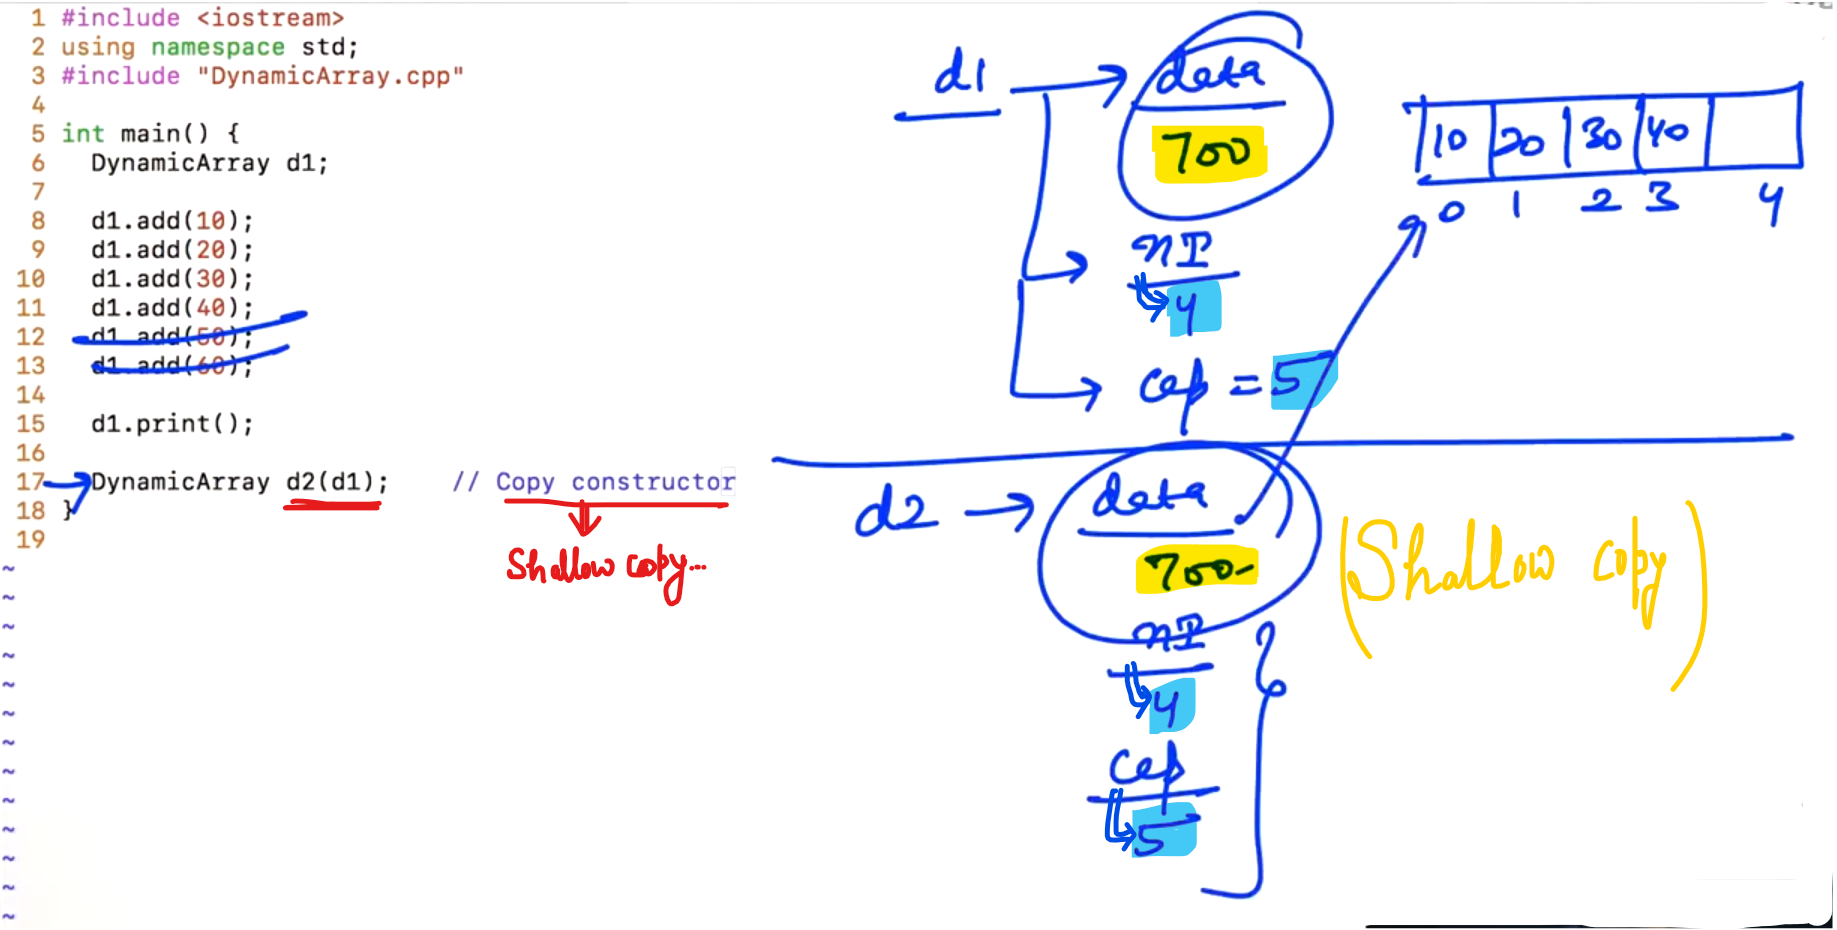 1 #include <iostream>
2 using namespace std;
3 #include "DynamicArray.cpp"
4
5 int main() {
6 DynamicArray d1;
7
8 d1.add(10);
9 d1.add(20);
10 d1.add(30);
11 d1.add(40);
12 d1.add(50);
13 d1.add(60);
14
15 d1.print();
16
17 DynamicArray d2(d1); // Copy constructor
18 }
19
~
~
~
~
~
~
~
~
~
~
~
~
~
Shallow copy...
d1 → data
700
nI
4
cap = 5
10 20 30 40
0 1 2 3 4
d2 → data
700
nI
4
cap
5
(Shallow copy)